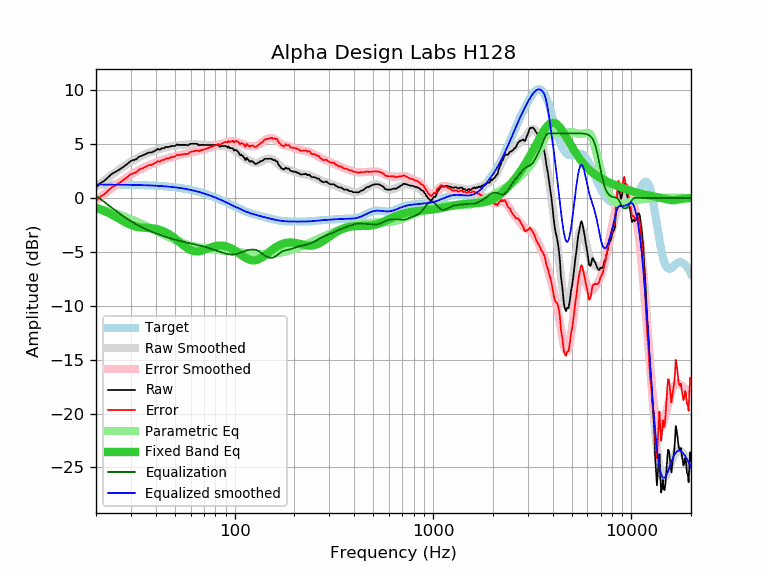 Alpha Design Labs H128
Amplitude (dBr)
10
5
0
−5
−10
−15
−20
−25
Target
Raw Smoothed
Error Smoothed
Raw
Error
Parametric Eq
Fixed Band Eq
Equalization
Equalized smoothed
100
1000
10000
Frequency (Hz)